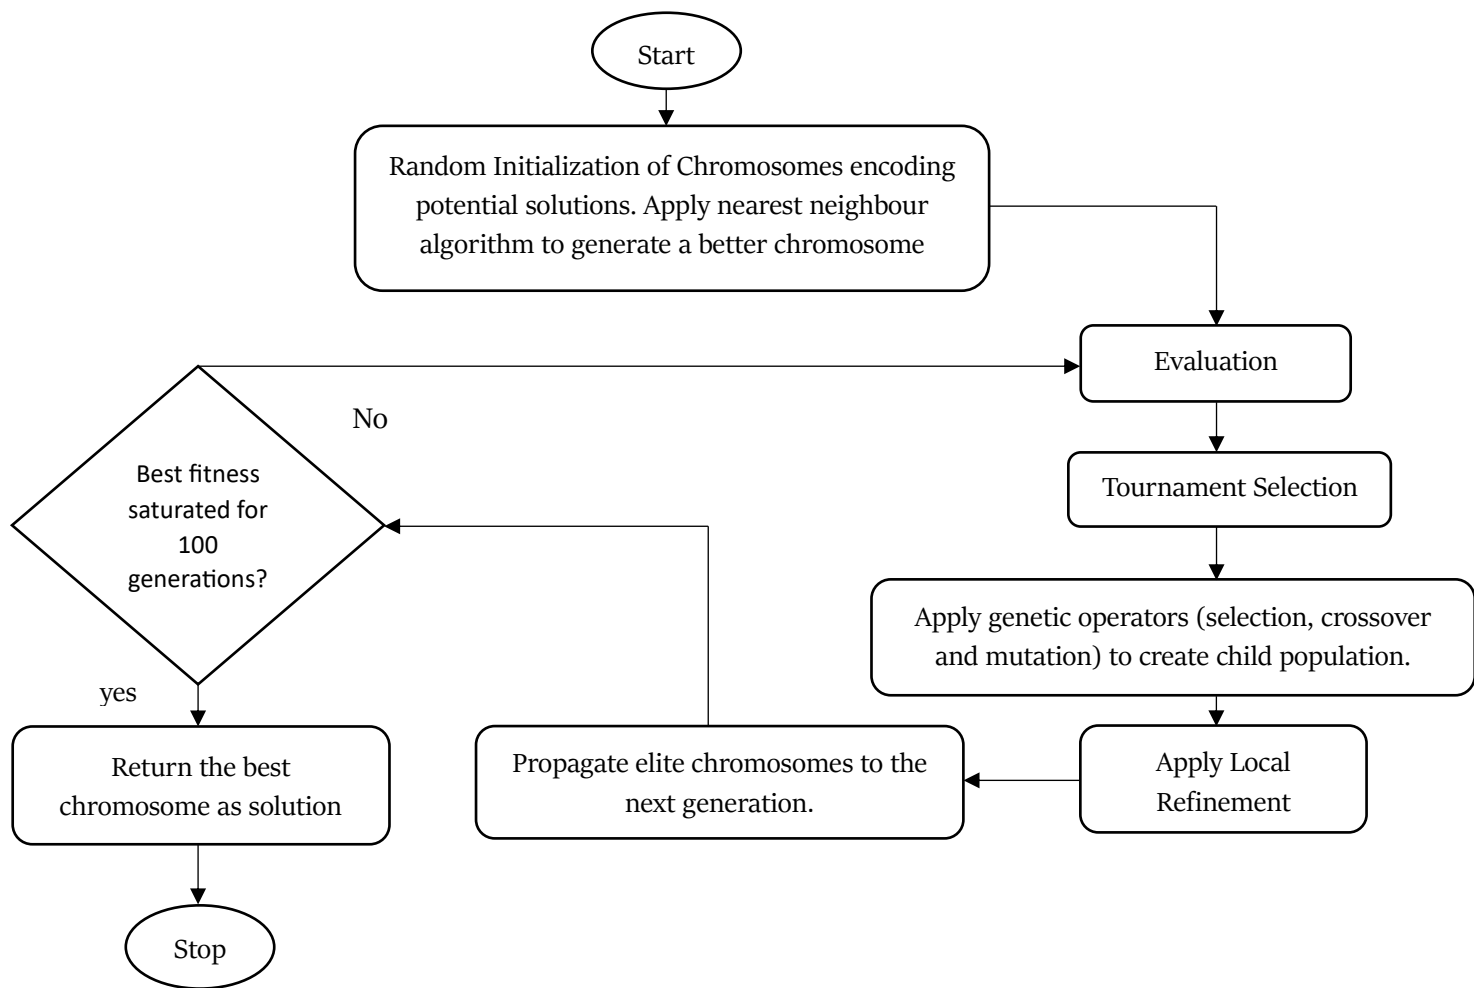 Start
Random Initialization of Chromosomes encoding
potential solutions. Apply nearest neighbour
algorithm to generate a better chromosome
Evaluation
No
Best fitness
saturated for
100
generations?
Tournament Selection
Apply genetic operators (selection, crossover
and mutation) to create child population.
yes
Apply Local
Refinement
Propagate elite chromosomes to the
next generation.
Return the best
chromosome as solution
Stop